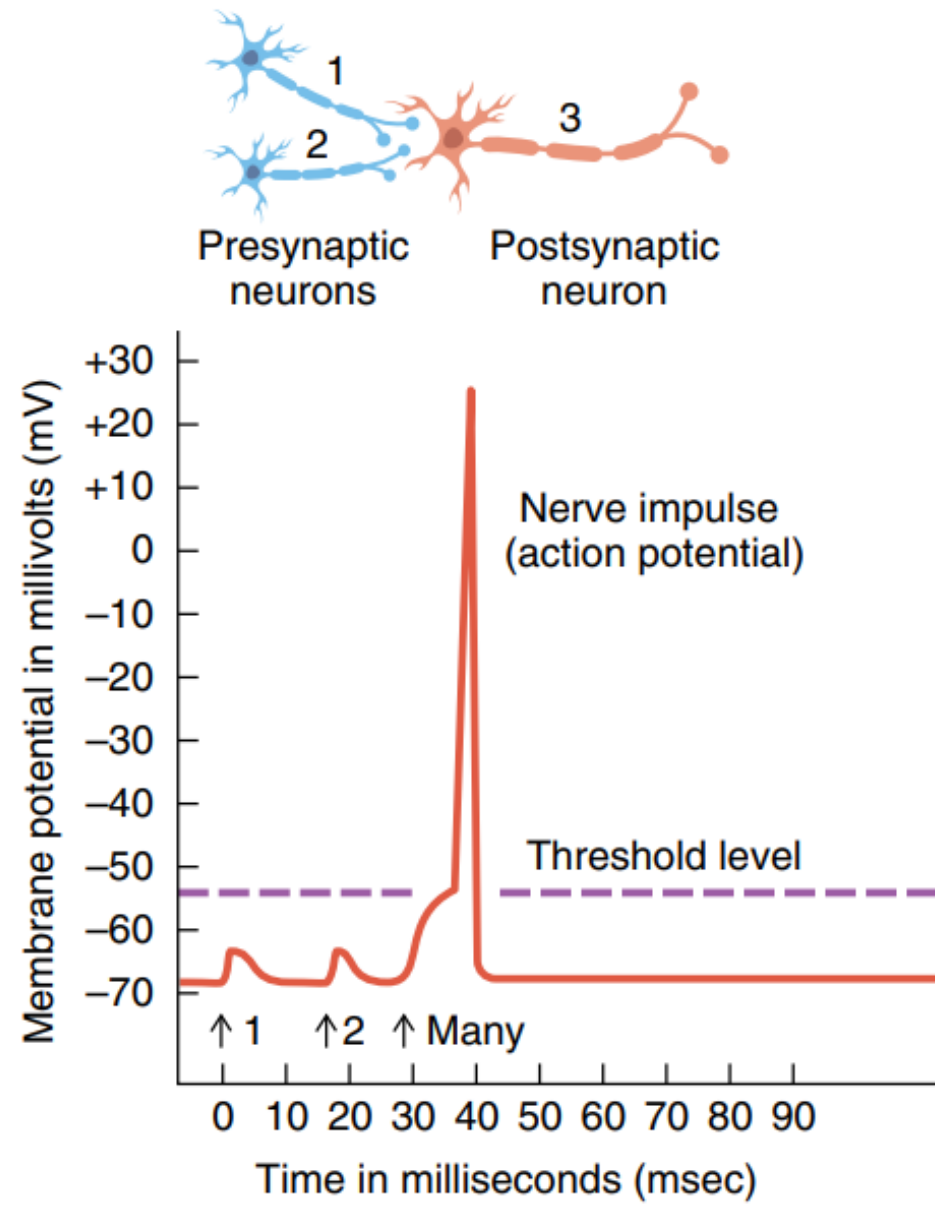 1
2
3
Presynaptic
neurons
Postsynaptic
neuron
Membrane potential in millivolts (mV)
+30
+20
+10
0
–10
–20
–30
–40
–50
–60
–70
Nerve impulse
(action potential)
Threshold level
↑ 1
↑ 2
↑ Many
0 10 20 30 40 50 60 70 80 90
Time in milliseconds (msec)